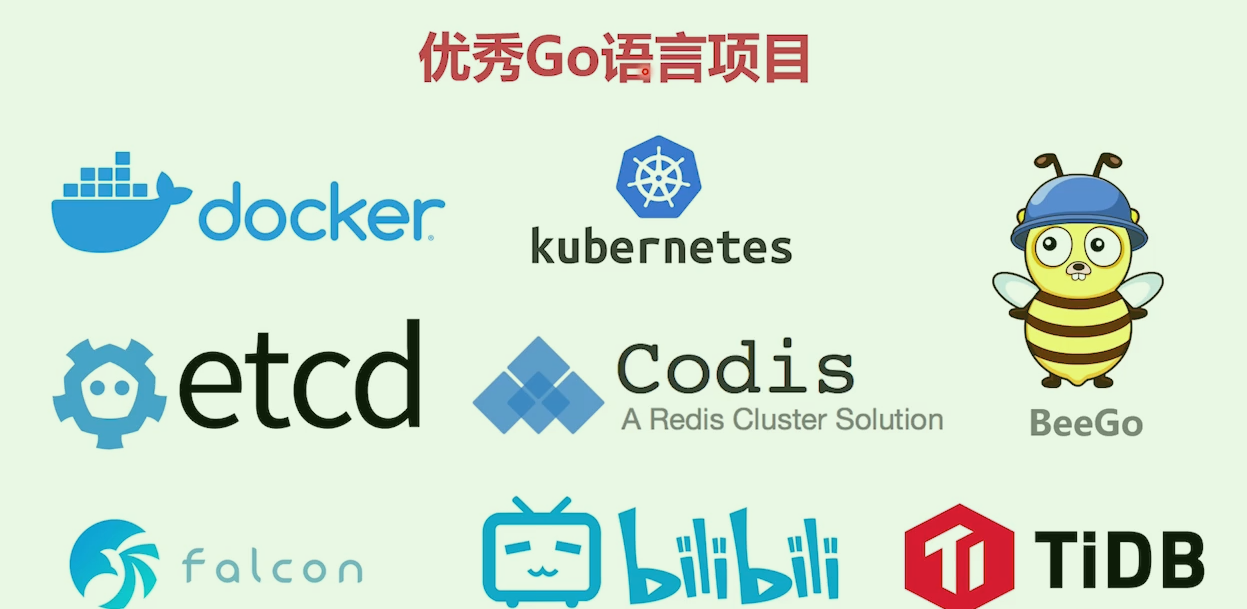 优秀Go语言项目
docker
kubernetes
BeeGo
etcd
Codis
A Redis Cluster Solution
falcon
bilibili
TiDB